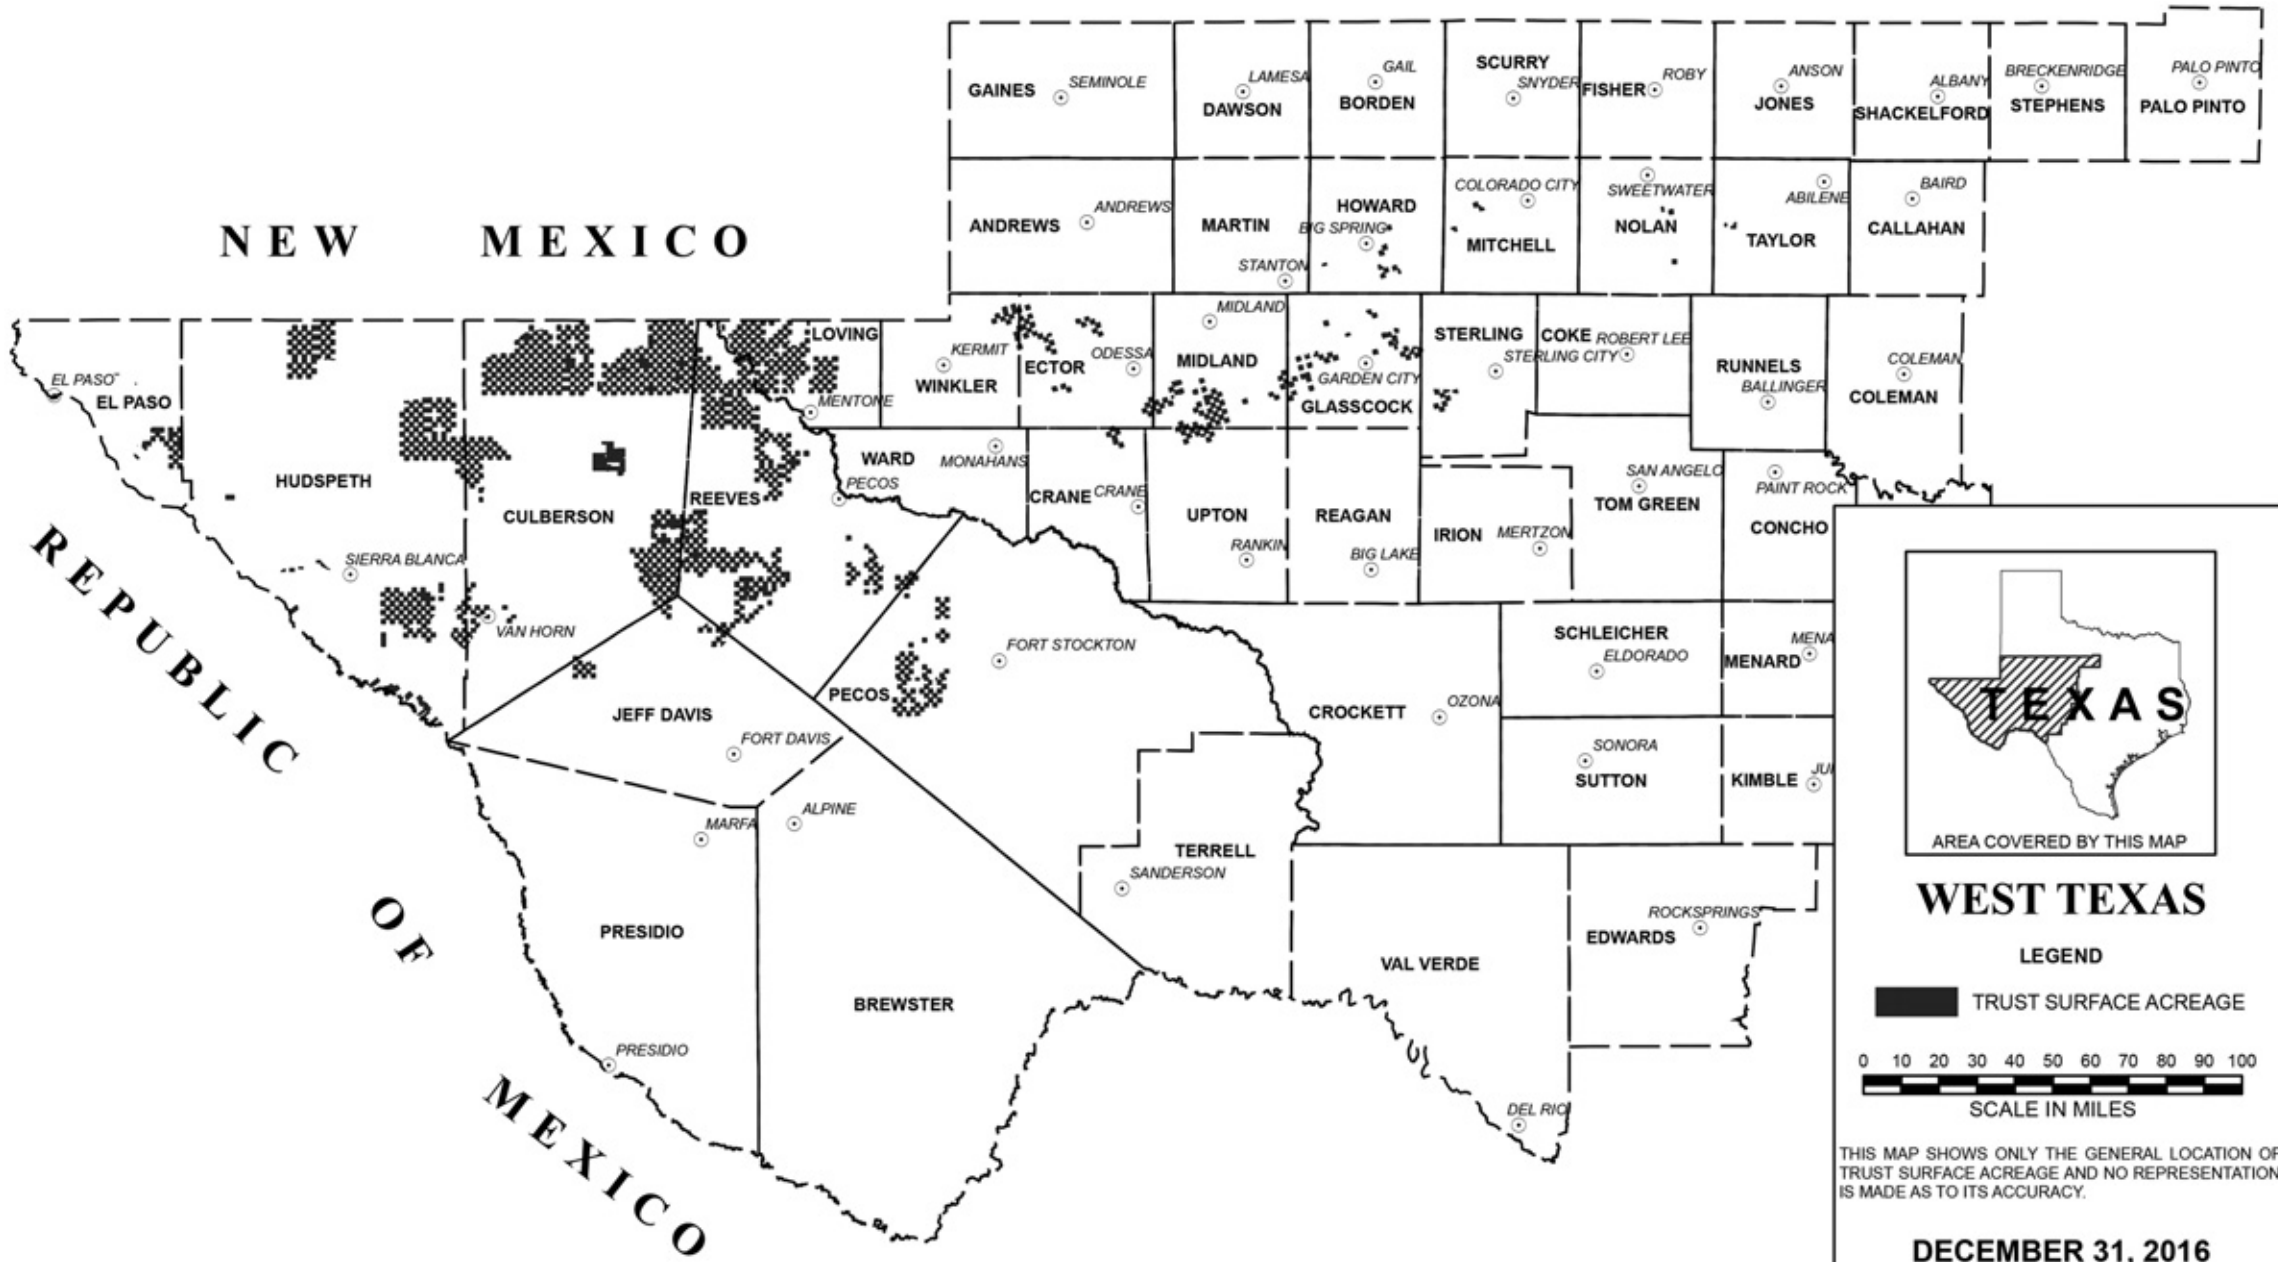 GAINES
SEMINOLE
LAMESA
DAWSON
GAIL
BORDEN
SCURRY
SNYDER
FISHER
ROBY
ANSON
JONES
ALBANY
SHACKELFORD
BRECKENRIDGE
STEPHENS
PALO PINTO
PALO PINTO
ANDREWS
ANDREWS
MARTIN
STANTON
HOWARD
BIG SPRING
COLORADO CITY
MITCHELL
SWEETWATER
NOLAN
ABILENE
TAYLOR
BAIRD
CALLAHAN
NEW MEXICO
EL PASO
EL PASO
HUDSPETH
SIERRA BLANCA
CULBERSON
VAN HORN
REEVES
PECOS
LOVING
MENTONE
KERMIT
WINKLER
ECTOR
ODESSA
MIDLAND
MIDLAND
GARDEN CITY
GLASSCOCK
STERLING
STERLING CITY
COKE
ROBERT LEE
RUNNELS
BALLINGER
COLEMAN
COLEMAN
WARD
MONAHANS
CRANE
CRANE
UPTON
RANKIN
REAGAN
BIG LAKE
IRION
MERTZON
SAN ANGELO
TOM GREEN
PAINT ROCK
CONCHO
FORT STOCKTON
PECOS
JEFF DAVIS
FORT DAVIS
MARFA
ALPINE
PRESIDIO
PRESIDIO
BREWSTER
TERRELL
SANDERSON
CROCKETT
OZONA
SCHLEICHER
ELDORADO
MENARD
MENA
SONORA
SUTTON
KIMBLE
JUI
VAL VERDE
DEL RIO
ROCKSPRINGS
EDWARDS
REPUBLIC
OF
MEXICO
TEXAS
AREA COVERED BY THIS MAP
WEST TEXAS
LEGEND
TRUST SURFACE ACREAGE
0 10 20 30 40 50 60 70 80 90 100
SCALE IN MILES
THIS MAP SHOWS ONLY THE GENERAL LOCATION OF
TRUST SURFACE ACREAGE AND NO REPRESENTATION
IS MADE AS TO ITS ACCURACY.
DECEMBER 31, 2016